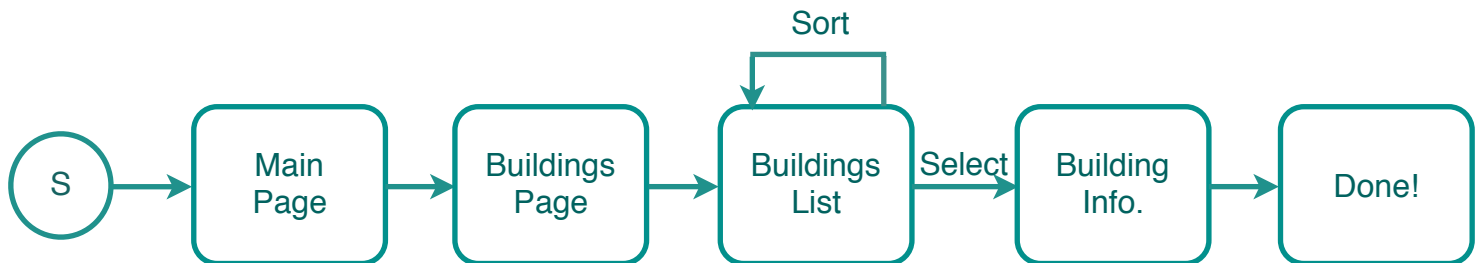 Sort
S
Main
Page
Buildings
Page
Buildings
List
Select
Building
Info.
Done!